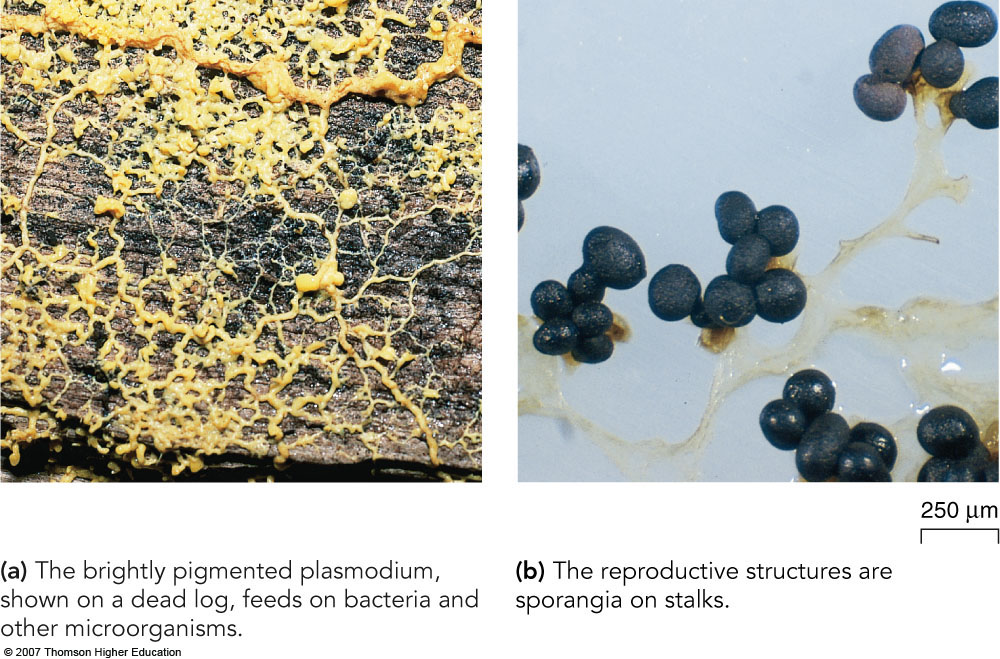 250 µm
(a) The brightly pigmented plasmodium,
shown on a dead log, feeds on bacteria and
other microorganisms.
(b) The reproductive structures are
sporangia on stalks.
© 2007 Thomson Higher Education